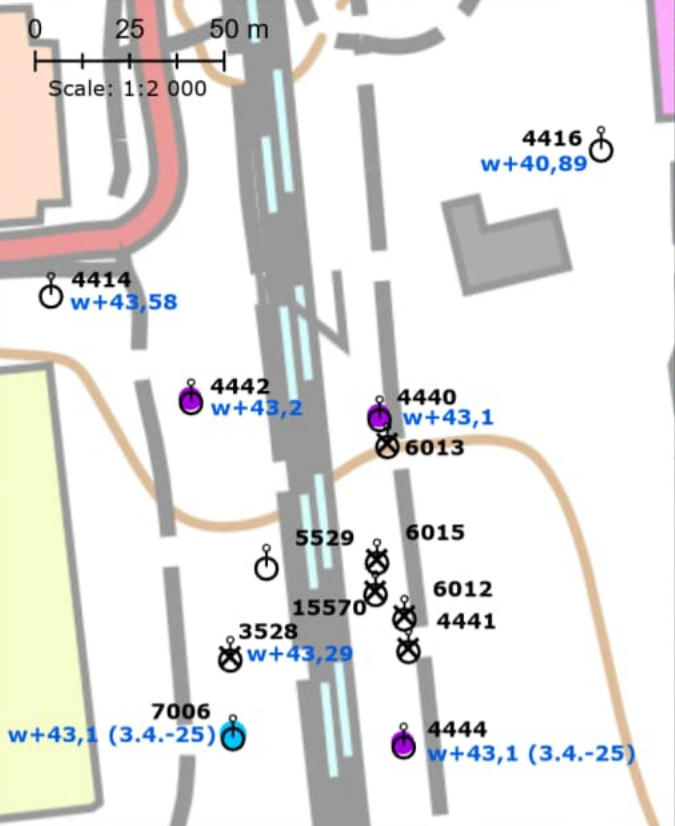 0 25 50 m
Scale: 1:2 000
4416
w+40,89
4414
w+43,58
4442
w+43,2
4440
w+43,1
6013
5529
6015
15570
6012
4441
3528
w+43,29
7006
w+43,1 (3.4.-25)
4444
w+43,1 (3.4.-25)